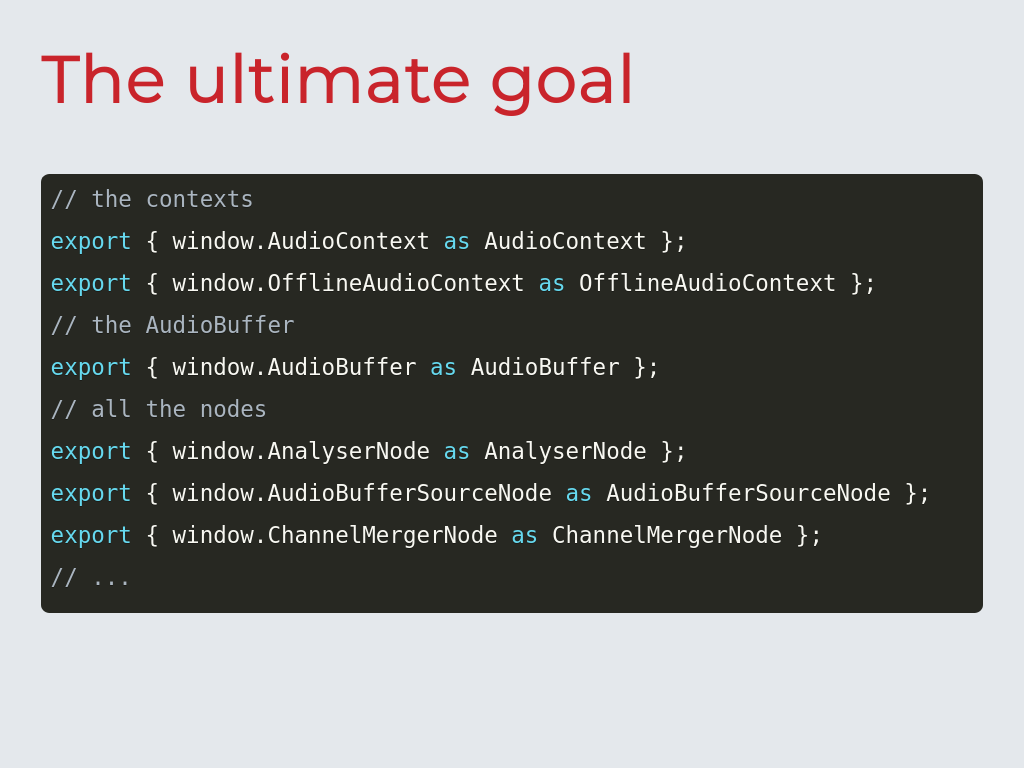 The ultimate goal
// the contexts
export { window.AudioContext as AudioContext };
export { window.OfflineAudioContext as OfflineAudioContext };
// the AudioBuffer
export { window.AudioBuffer as AudioBuffer };
// all the nodes
export { window.AnalyserNode as AnalyserNode };
export { window.AudioBufferSourceNode as AudioBufferSourceNode };
export { window.ChannelMergerNode as ChannelMergerNode };
// ...